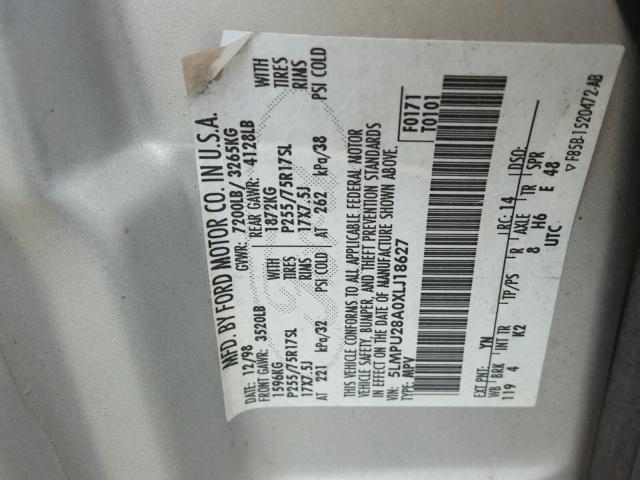 MFD. BY FORD MOTOR CO. IN U.S.A.
DATE: 12/98 GVWR: 7200LB/ 3265KG
FRONT GAWR: 3520LB REAR GAWR: 4128LB
1596KG WITH 1872KG WITH
P255/75R17SL TIRES P255/75R17SL TIRES
17X7.5J RIMS 17X7.5J RIMS
AT 221 kPa/32 PSI COLD AT 262 kPa/38 PSI COLD
THIS VEHICLE CONFORMS TO ALL APPLICABLE FEDERAL MOTOR
VEHICLE SAFETY, BUMPER, AND THEFT PREVENTION STANDARDS
IN EFFECT ON THE DATE OF MANUFACTURE SHOWN ABOVE.
VIN: 5LMPU28A0XLJ18627
TYPE: MPV
F0171
T0101
EXT PNT: YN RC: 14 DSO:
WB BRK INT TR TP/PS R AXLE TR SPR
119 4 K2 8 H6 E 48
UTC
▽ F85B-1520472-AB